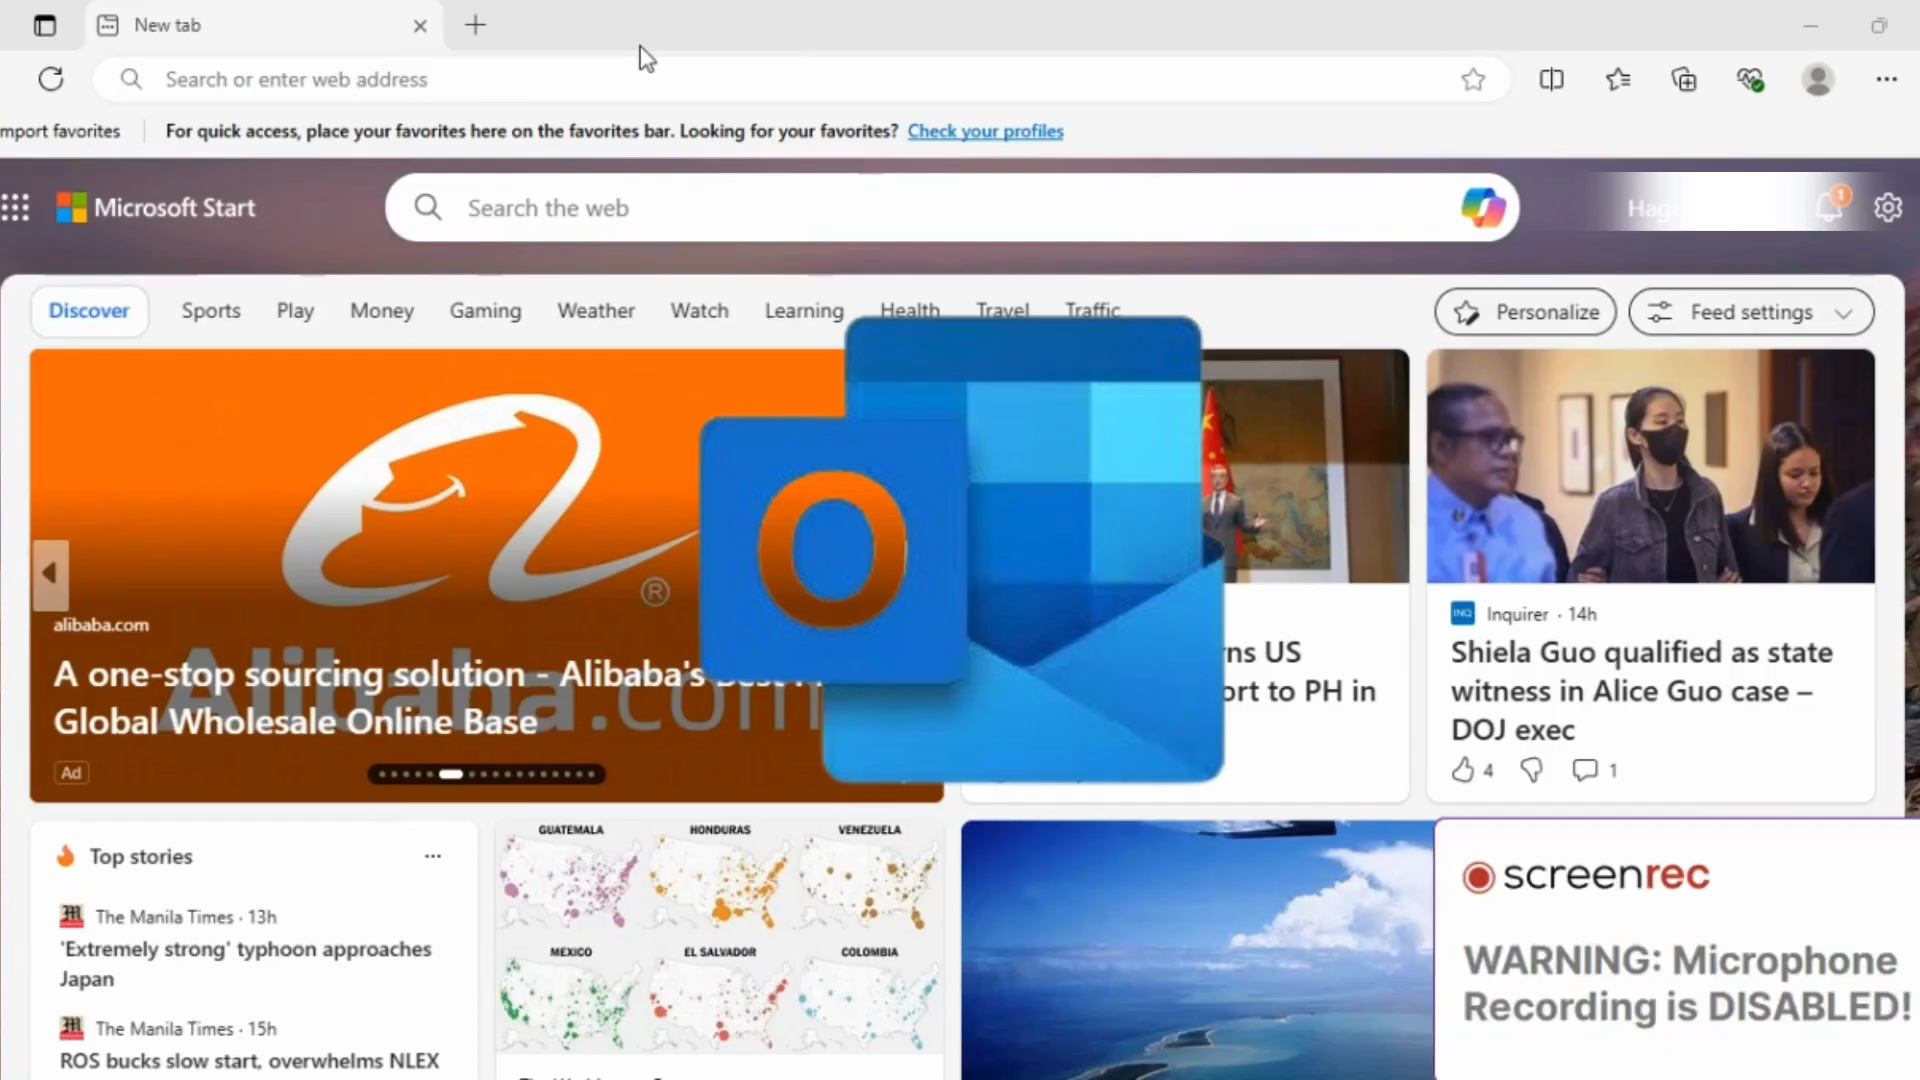 New tab
Search or enter web address
mport favorites
For quick access, place your favorites here on the favorites bar. Looking for your favorites? Check your profiles
Microsoft Start
Search the web
1
Discover
Sports
Play
Money
Gaming
Weather
Watch
Learning
Health
Travel
Traffic
Personalize
Feed settings
®
alibaba.com
Alibaba.com
A one-stop sourcing solution - Alibaba's
Global Wholesale Online Base
Ad
O
ns US
ort to PH in
INQ Inquirer · 14h
Shiela Guo qualified as state
witness in Alice Guo case –
DOJ exec
4
1
Top stories
The Manila Times · 13h
'Extremely strong' typhoon approaches
Japan
The Manila Times · 15h
ROS bucks slow start, overwhelms NLEX
GUATEMALA
HONDURAS
VENEZUELA
MEXICO
EL SALVADOR
COLOMBIA
screenrec
WARNING: Microphone
Recording is DISABLED!